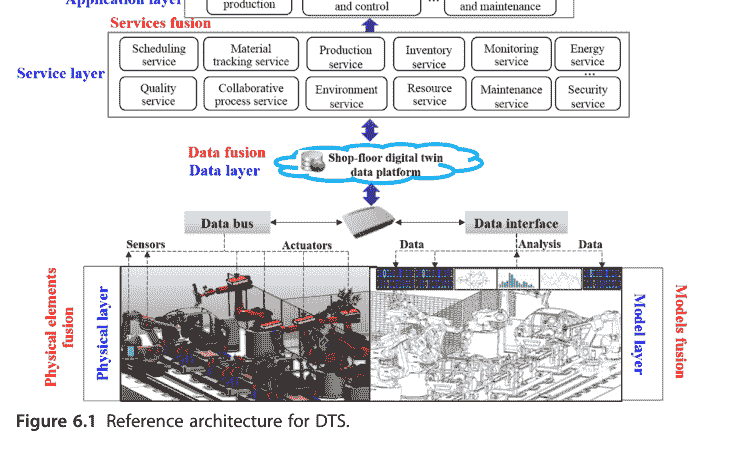 Application layer
production
and control
...
and maintenance
Services fusion
Service layer
Scheduling
service
Material
tracking service
Production
service
Inventory
service
Monitoring
service
Energy
service
...
Quality
service
Collaborative
process service
Environment
service
Resource
service
Maintenance
service
Security
service
Data fusion
Data layer
Shop-floor digital twin
data platform
Data bus
Data interface
Sensors
Actuators
Data
Analysis
Data
Physical elements
fusion
Physical layer
Model layer
Models fusion
Figure 6.1 Reference architecture for DTS.